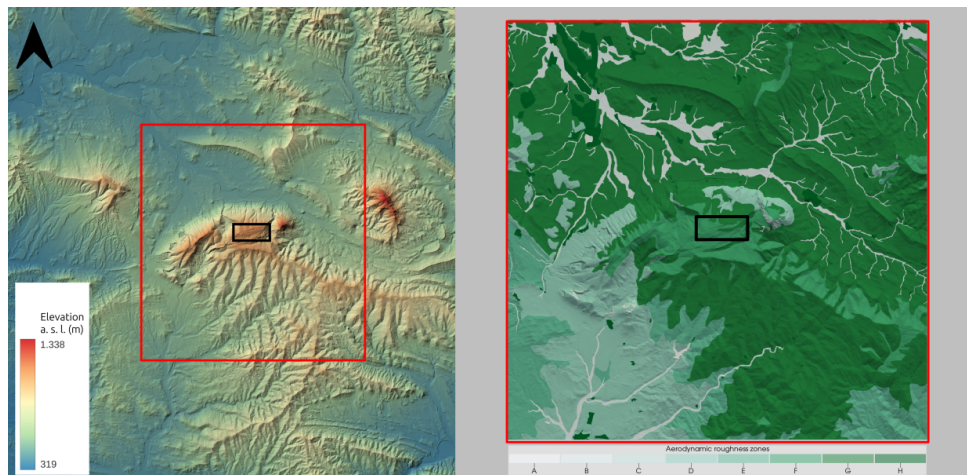 Elevation
a. s. l. (m)
1.338
319
Aerodynamic roughness zones
A B C D E F G H